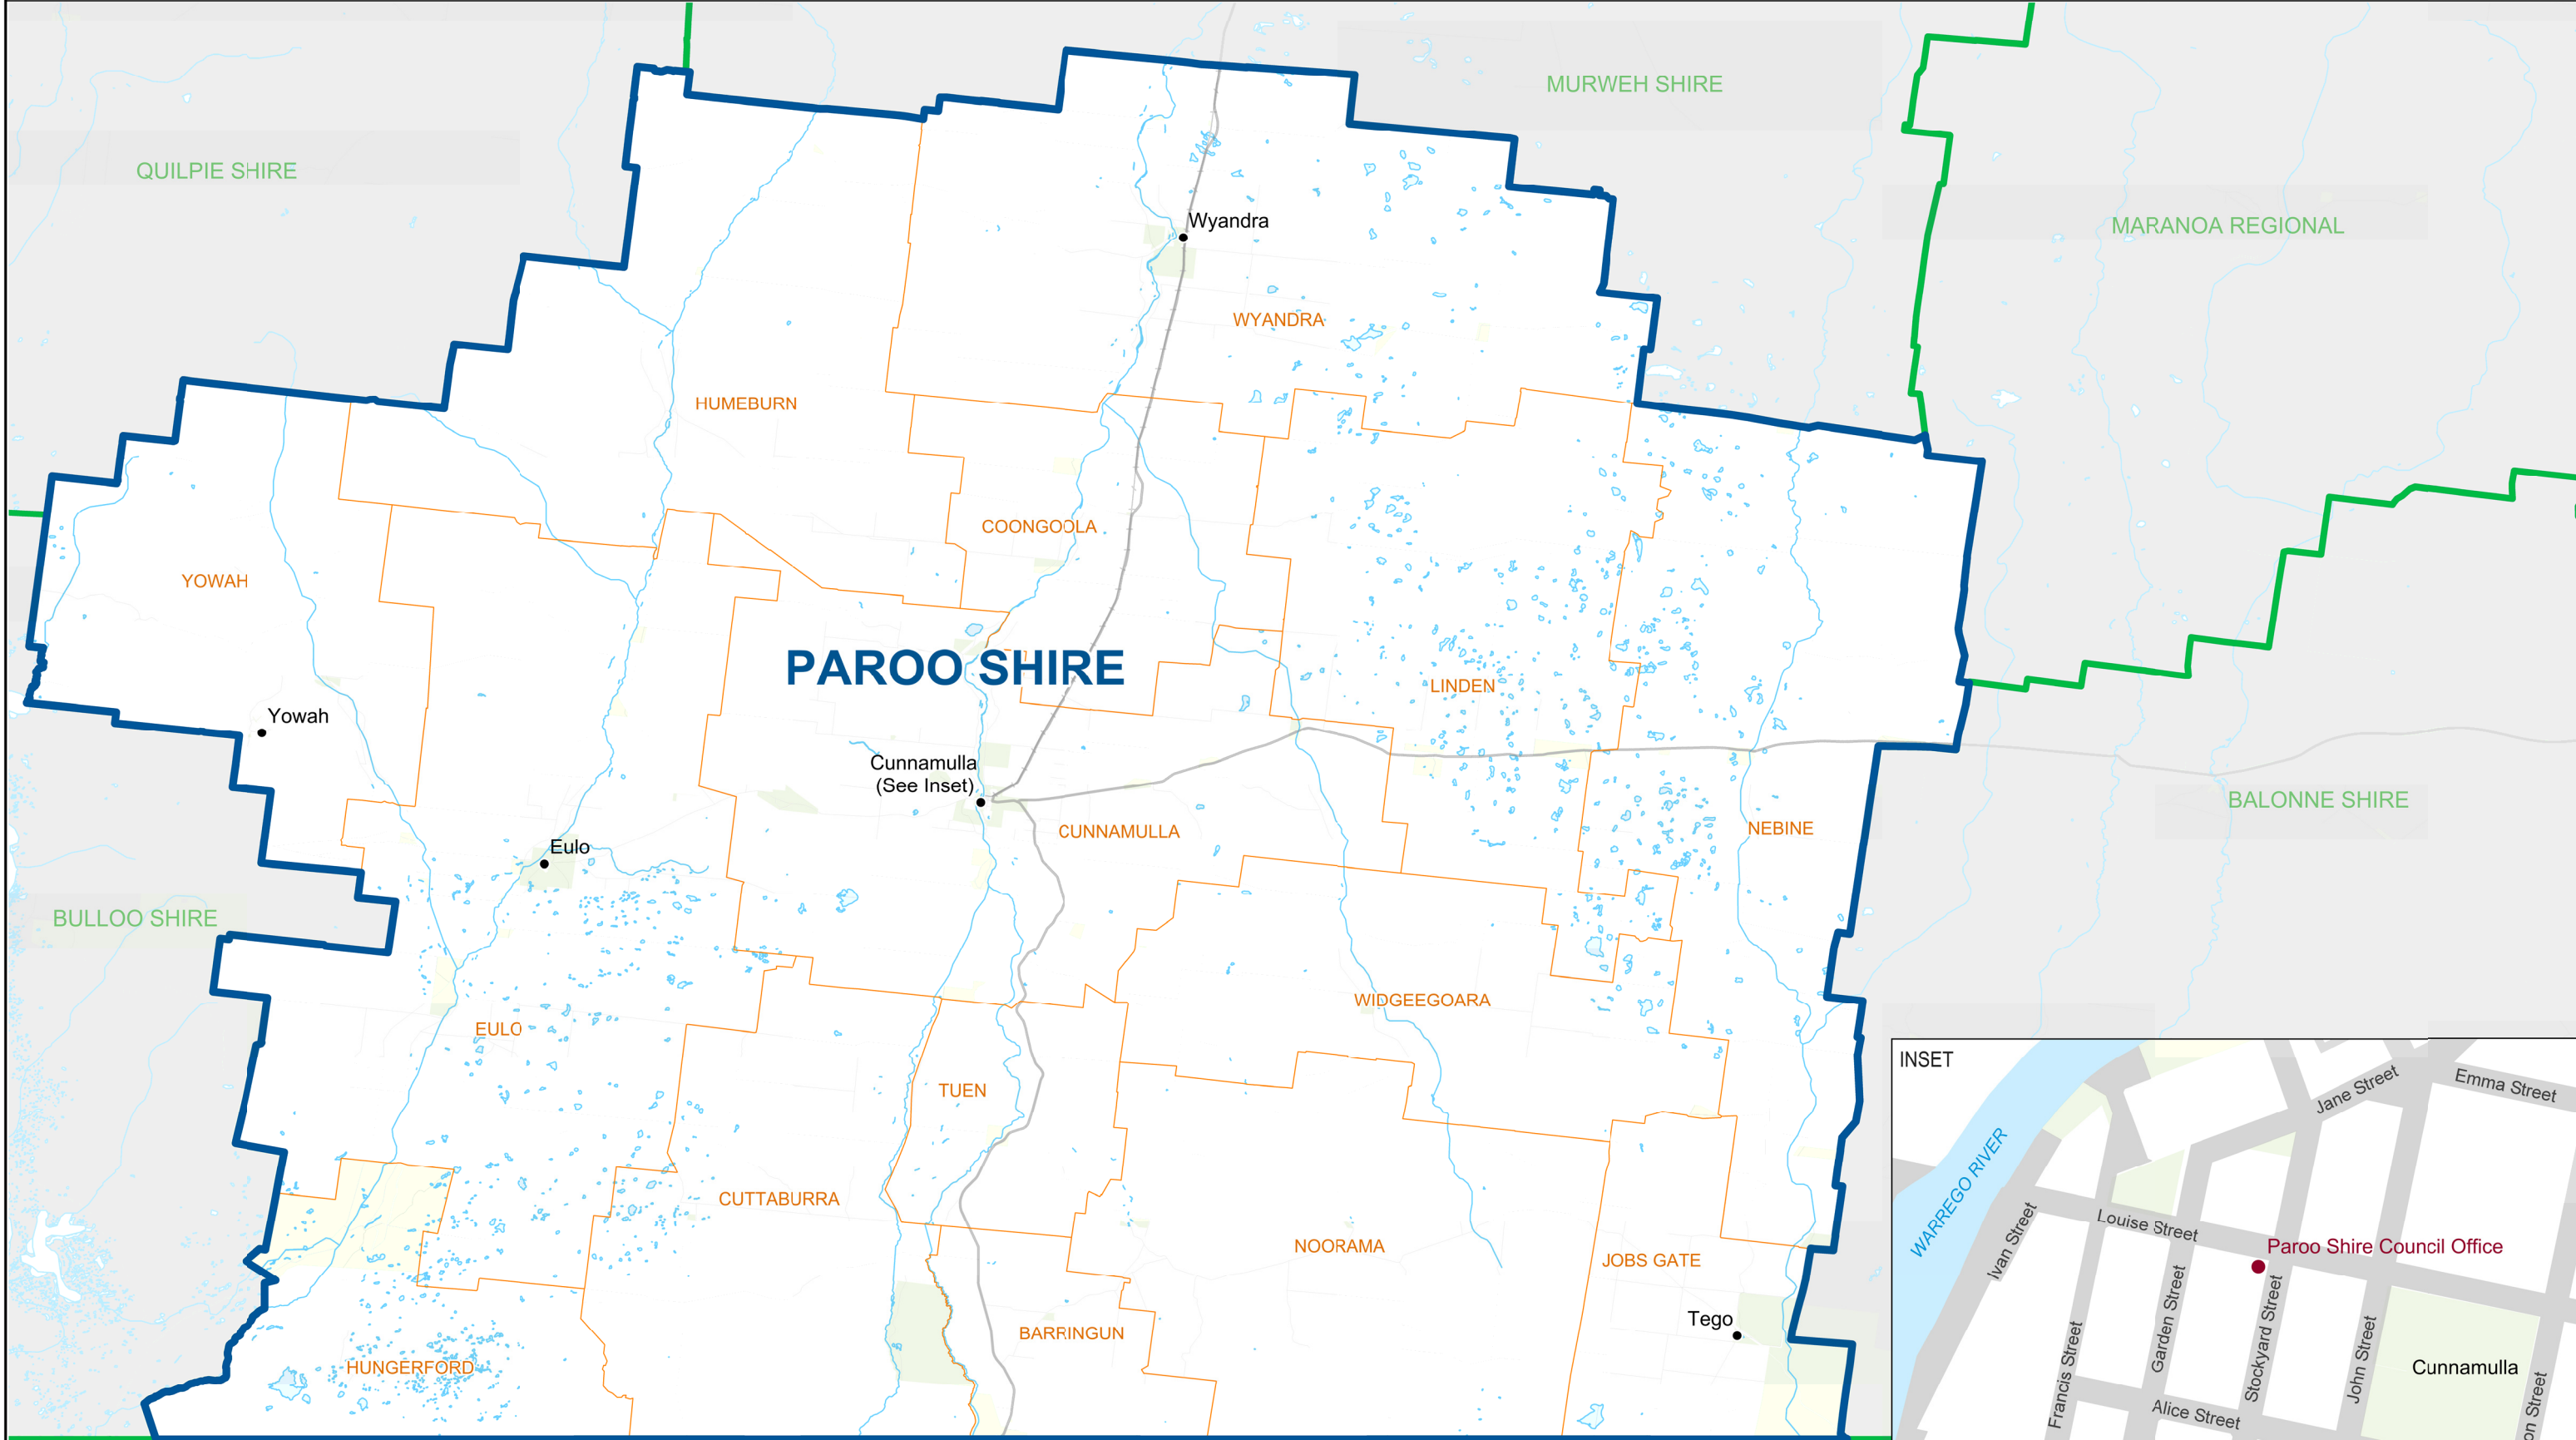 MURWEH SHIRE
QUILPIE SHIRE
MARANOA REGIONAL
Wyandra
WYANDRA
HUMEBURN
COONGOOLA
YOWAH
PAROO SHIRE
LINDEN
Yowah
Cunnamulla
(See Inset)
BALONNE SHIRE
CUNNAMULLA
NEBINE
Eulo
BULLOO SHIRE
WIDGEEGOARA
EULO
TUEN
CUTTABURRA
NOORAMA
JOBS GATE
Tego
BARRINGUN
HUNGERFORD
INSET
Jane Street
Emma Street
WARREGO RIVER
Ivan Street
Louise Street
Paroo Shire Council Office
Garden Street
Stockyard Street
John Street
Francis Street
Cunnamulla
Alice Street
on Street